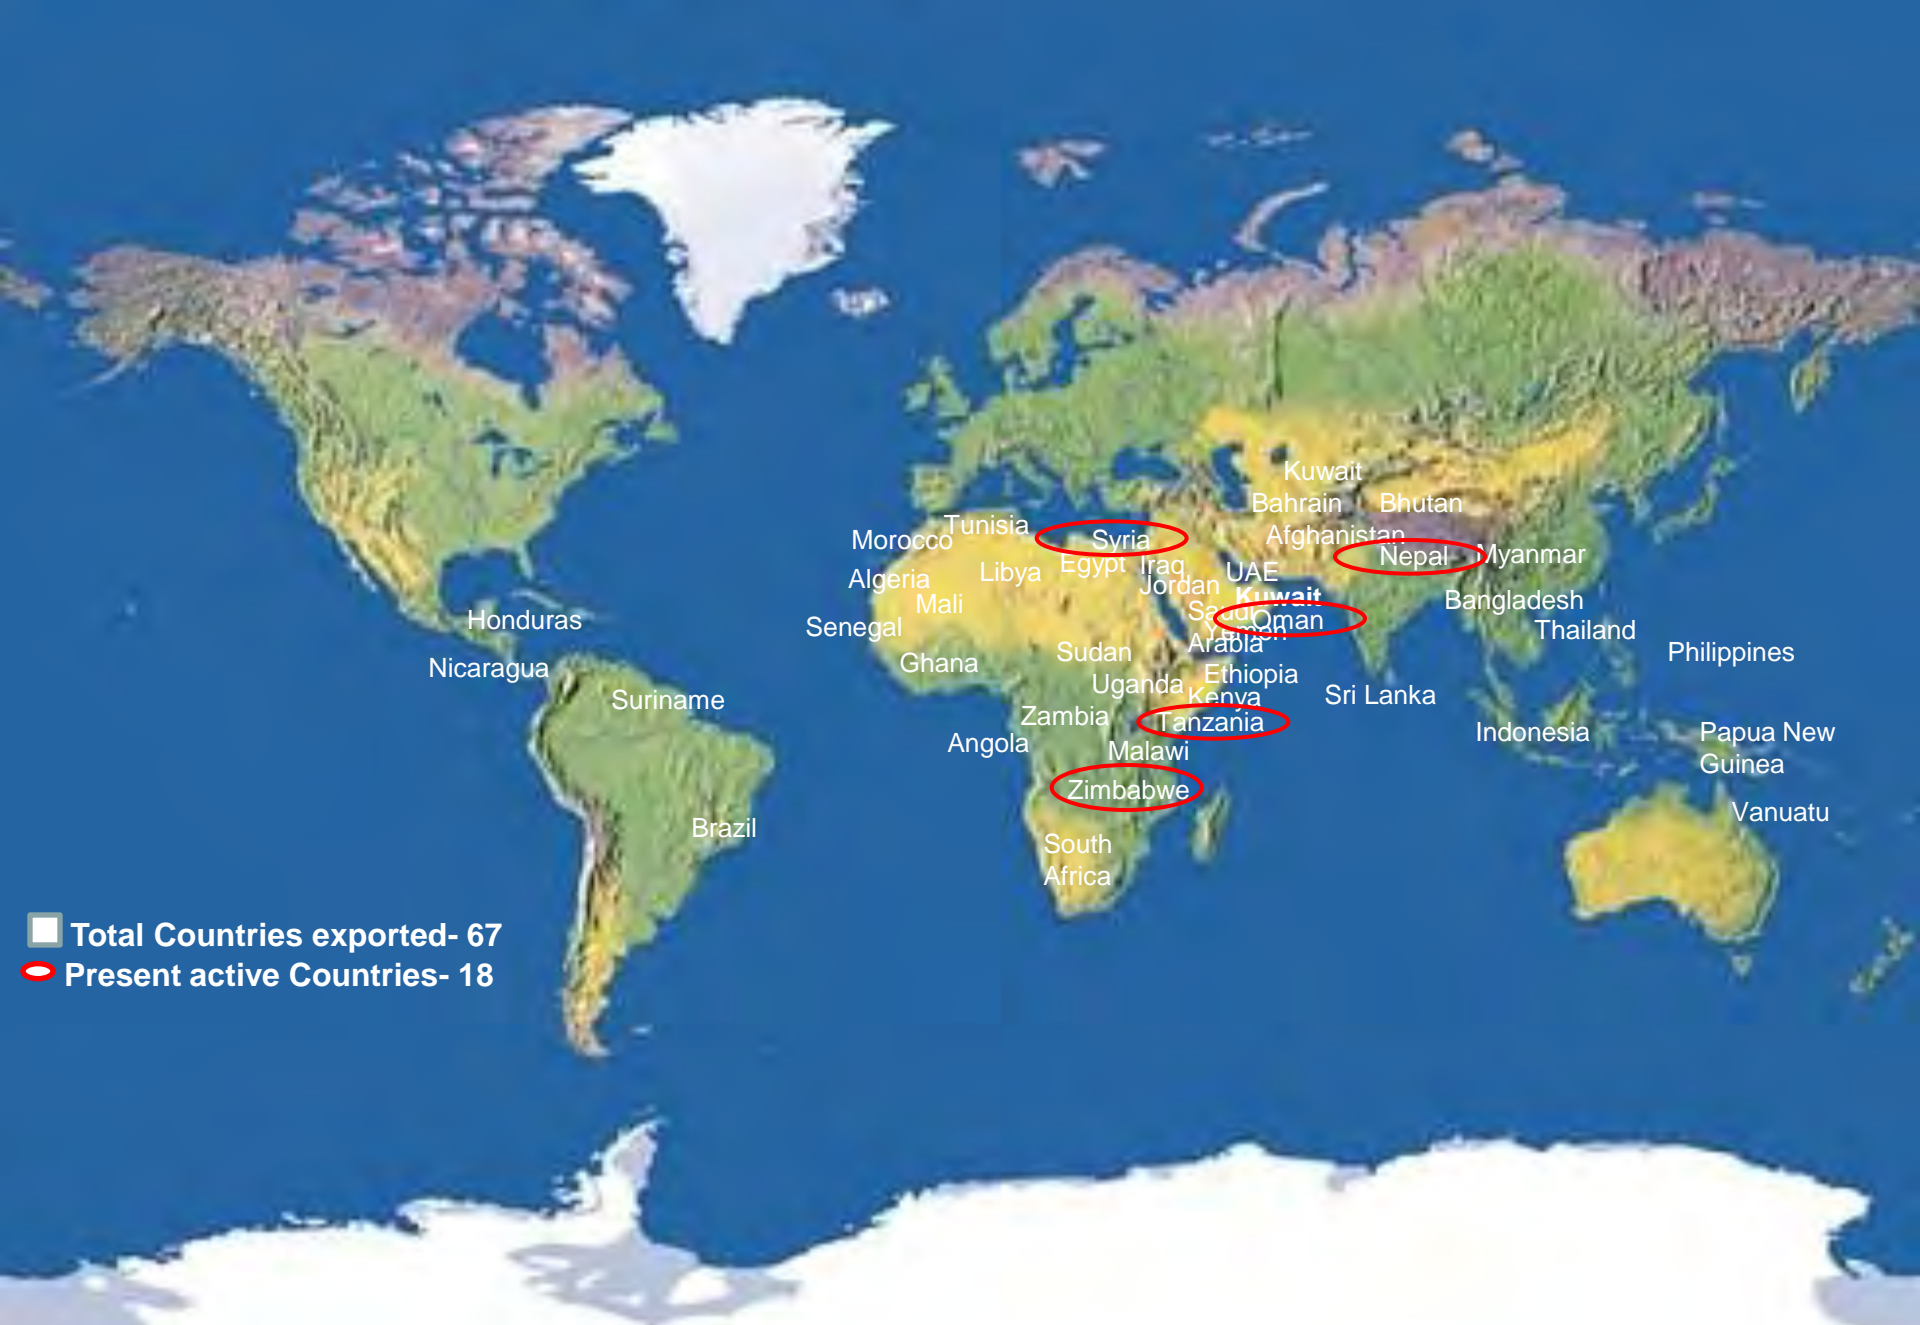 Kuwait
Bahrain
Bhutan
Tunisia
Morocco
Syria
Afghanistan
Nepal
Myanmar
Algeria
Libya
Egypt
Iraq
UAE
Jordan
Mali
Kuwait
Bangladesh
Honduras
Senegal
Saudi
Arabia
Oman
Yemen
Thailand
Ghana
Sudan
Philippines
Nicaragua
Ethiopia
Uganda
Kenya
Sri Lanka
Suriname
Zambia
Tanzania
Indonesia
Papua New
Guinea
Angola
Malawi
Zimbabwe
Vanuatu
Brazil
South
Africa
Total Countries exported- 67
Present active Countries- 18